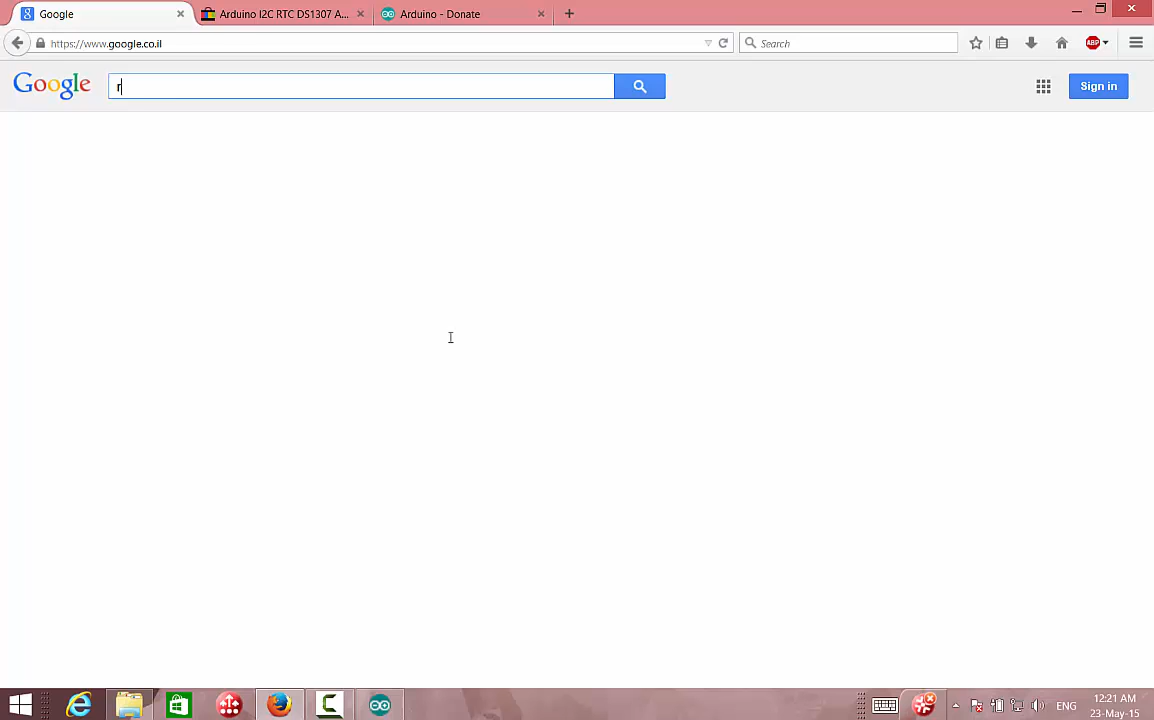 Google
Arduino I2C RTC DS1307 A...
Arduino - Donate
https://www.google.co.il
Search
ABP
Google
r
Sign in
ENG
12:21 AM
23-May-15